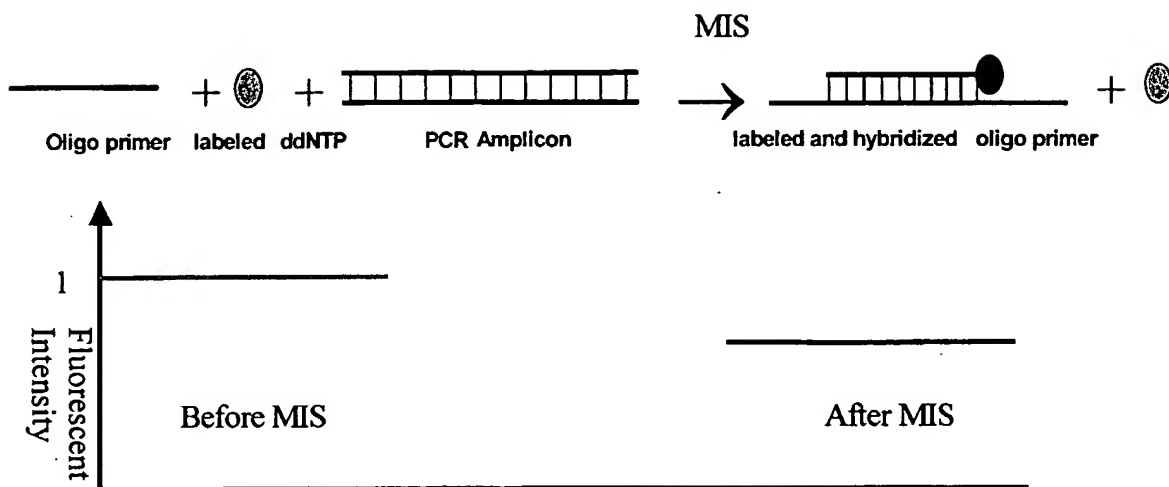 MIS
+ + + 
Oligo primer labeled ddNTP PCR Amplicon labeled and hybridized oligo primer
1
Fluorescent
Intensity
Before MIS After MIS